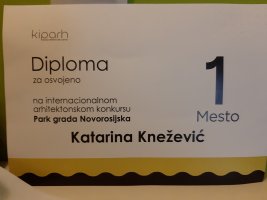 kiparh
Diploma
za osvojeno
1
Mesto
na internacionalnom
arhitektonskom konkursu
Park grada Novorosijska
Katarina Knežević